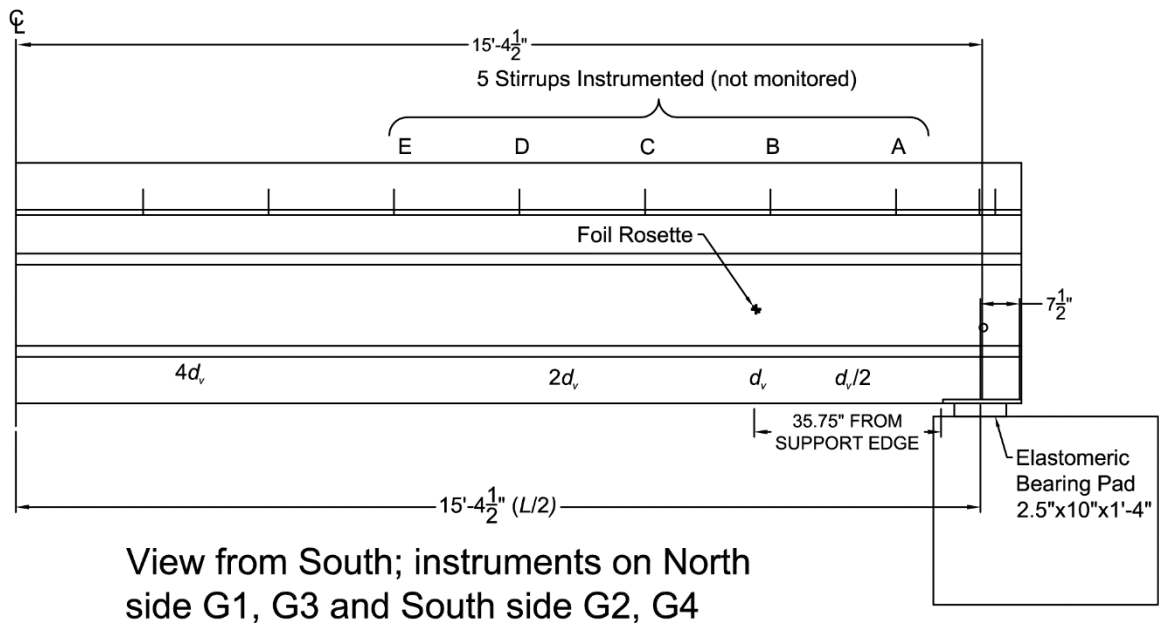 ℄
15'-4½"
5 Stirrups Instrumented (not monitored)
E D C B A
Foil Rosette
7½"
4dᵥ 2dᵥ dᵥ dᵥ/2
35.75" FROM
SUPPORT EDGE
Elastomeric
Bearing Pad
2.5"x10"x1'-4"
15'-4½" (L/2)
View from South; instruments on North
side G1, G3 and South side G2, G4